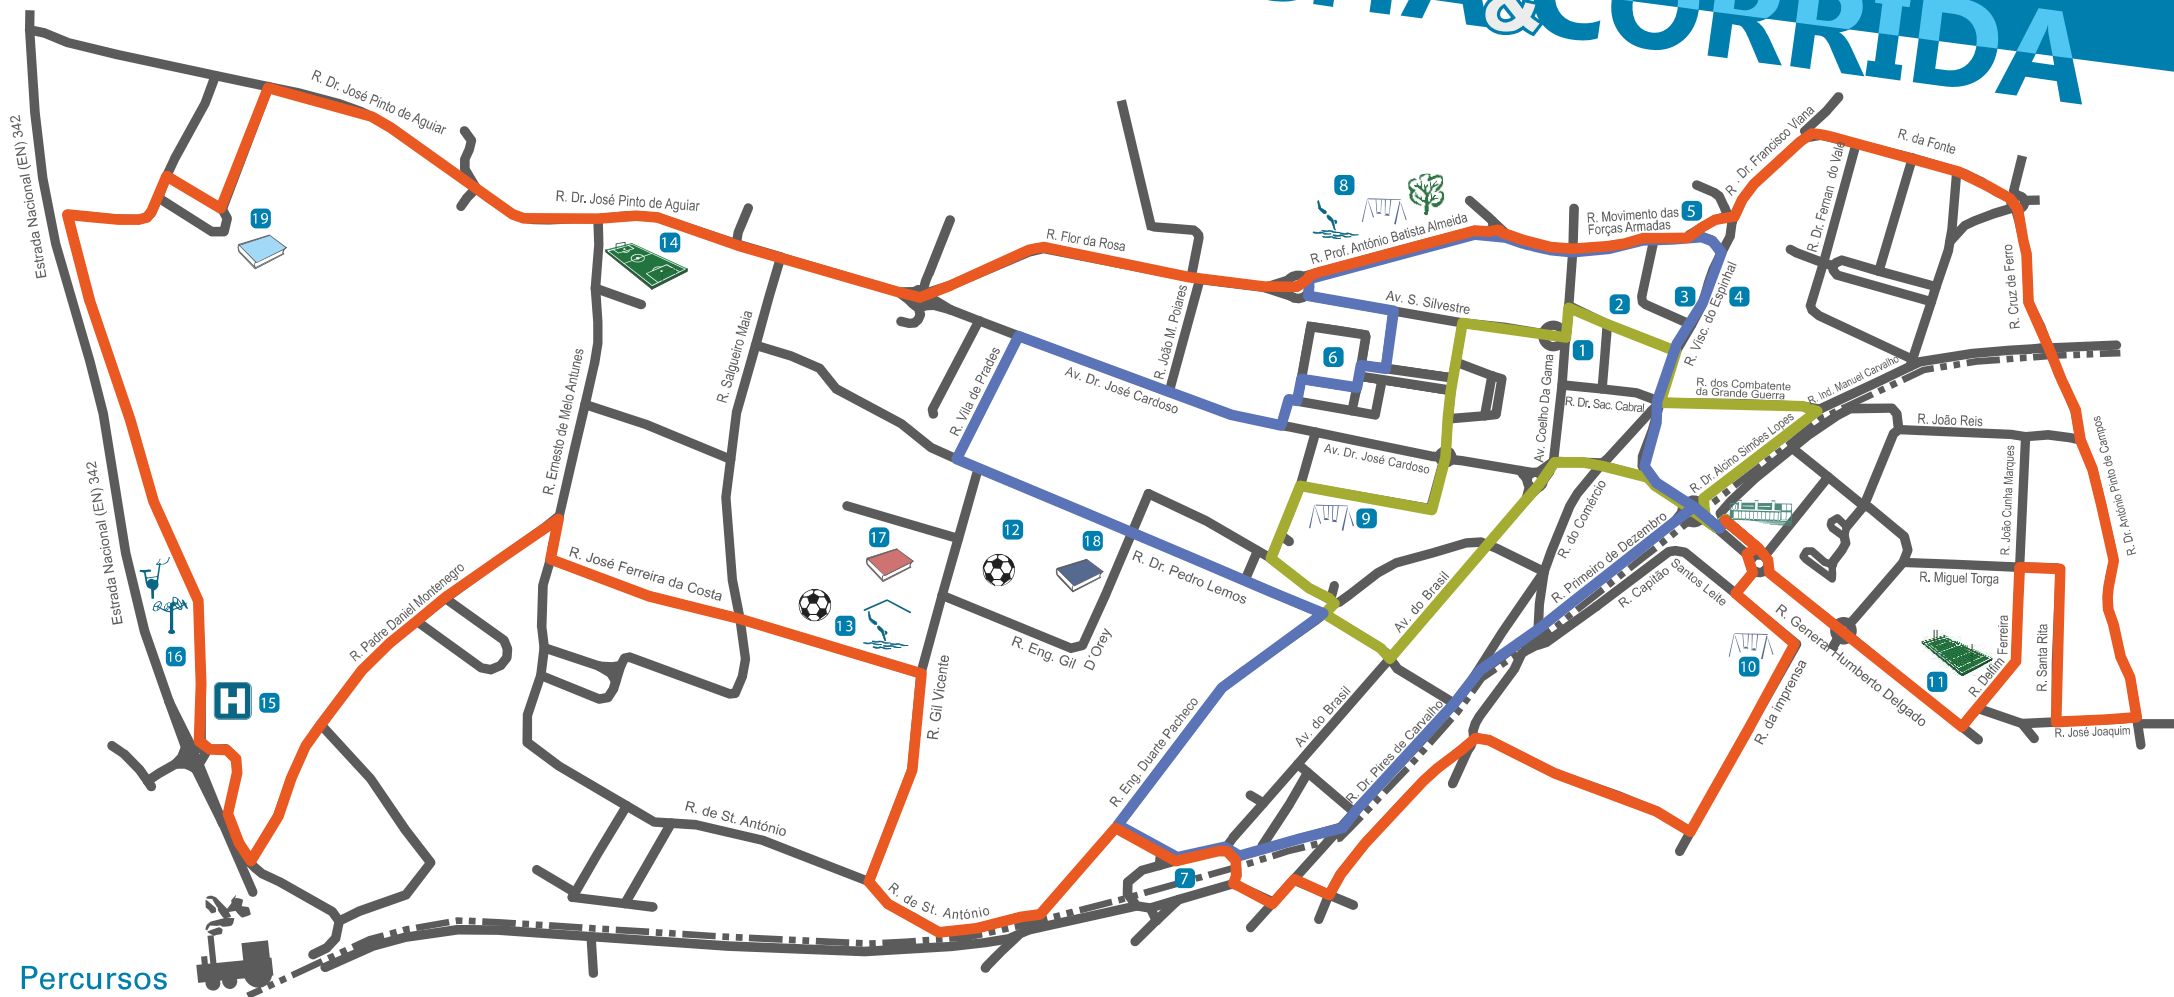 &CORRIDA
R. Dr. José Pinto de Aguiar
Estrada Nacional (EN) 342
19
R. Dr. José Pinto de Aguiar
14
R. Flor da Rosa
8
R. Prof. António Batista Almeida
R. Movimento das
Forças Armadas
5
R. Dr. Francisco Viana
R. da Fonte
R. Dr. Fernan do Vale
R. Cruz de Ferro
Av. S. Silvestre
2
3
4
R. Visc. do Espinhal
1
6
R. João M. Poiares
R. Salgueiro Maia
R. Ernesto de Melo Antunes
R. Vila de Prades
Av. Dr. José Cardoso
Av. Coelho Da Gama
R. Dr. Sac. Cabral
R. dos Combatente
da Grande Guerra
R. Ind. Manuel Carvalho
R. João Reis
R. João Cunha Marques
R. Dr. António Pinto de Campos
Av. Dr. José Cardoso
R. Dr. Alcino Simões Lopes
Estrada Nacional (EN) 342
9
12
17
18
R. do Comércio
R. Primeiro de Dezembro
R. Capitão
Santos Leite
R. Miguel Torga
R. José Ferreira da Costa
R. Dr. Pedro Lemos
Av. do Brasil
R. Padre Daniel Montenegro
13
R. Eng. Gil
D´Orey
16
15
10
R. General Humberto Delgado
R. Delfim Ferreira
R. Santa Rita
11
R. Gil Vicente
R. Eng. Duarte Pacheco
Av. do Brasil
R. Dr. Pires de Carvalho
R. da imprensa
R. José Joaquim
R. de St. António
R. de St. António
7
Percursos